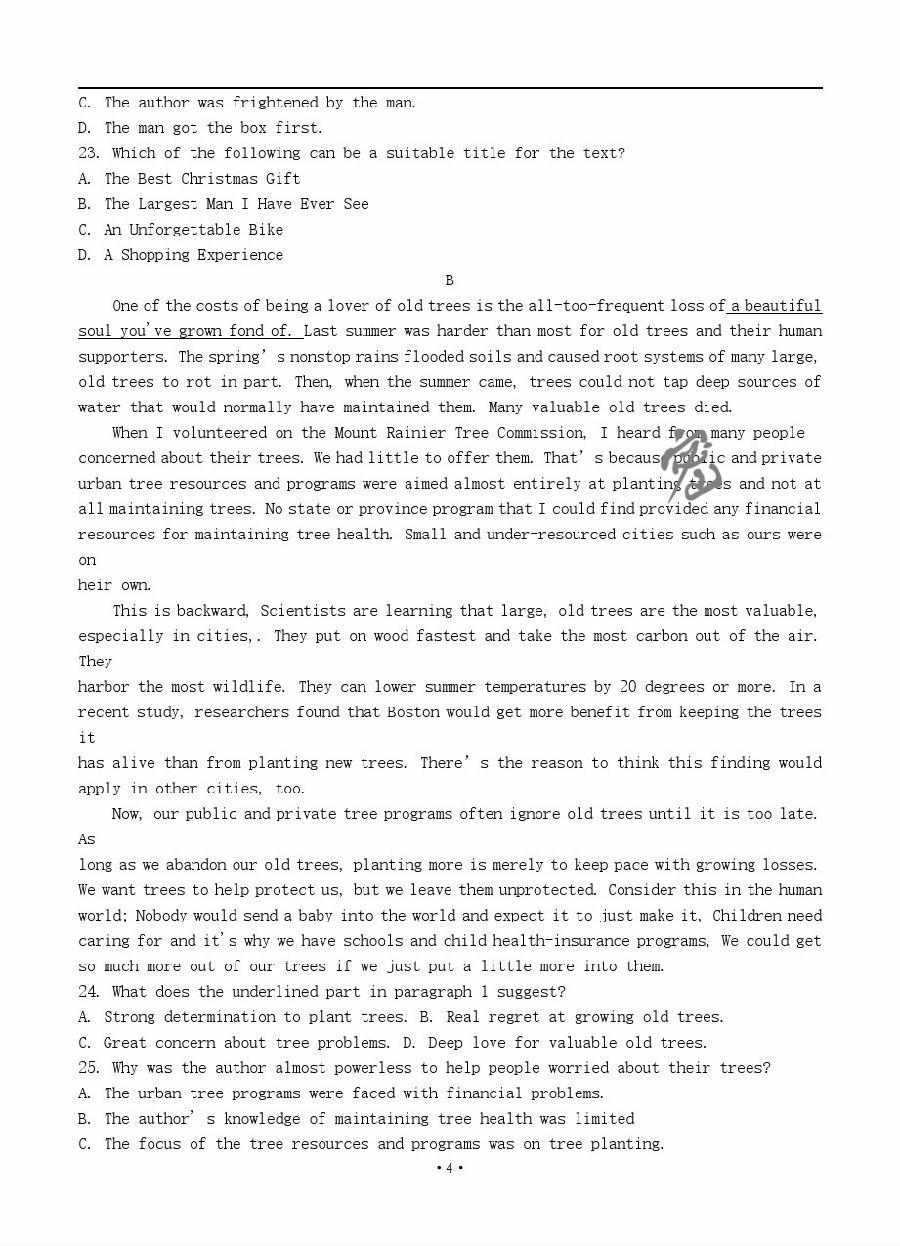 C. The author was frightened by the man.
D. The man got the box first.
23. Which of the following can be a suitable title for the text?
A. The Best Christmas Gift
B. The Largest Man I Have Ever See
C. An Unforgettable Bike
D. A Shopping Experience
B
One of the costs of being a lover of old trees is the all-too-frequent loss of a beautiful
soul you've grown fond of. Last summer was harder than most for old trees and their human
supporters. The spring's nonstop rains flooded soils and caused root systems of many large,
old trees to rot in part. Then, when the summer came, trees could not tap deep sources of
water that would normally have maintained them. Many valuable old trees died.
When I volunteered on the Mount Rainier Tree Commission, I heard from many people
concerned about their trees. We had little to offer them. That's because public and private
urban tree resources and programs were aimed almost entirely at planting trees and not at
all maintaining trees. No state or province program that I could find provided any financial
resources for maintaining tree health. Small and under-resourced cities such as ours were
on
heir own.
This is backward, Scientists are learning that large, old trees are the most valuable,
especially in cities,. They put on wood fastest and take the most carbon out of the air.
They
harbor the most wildlife. They can lower summer temperatures by 20 degrees or more. In a
recent study, researchers found that Boston would get more benefit from keeping the trees
it
has alive than from planting new trees. There's the reason to think this finding would
apply in other cities, too.
Now, our public and private tree programs often ignore old trees until it is too late.
As
long as we abandon our old trees, planting more is merely to keep pace with growing losses.
We want trees to help protect us, but we leave them unprotected. Consider this in the human
world; Nobody would send a baby into the world and expect it to just make it, Children need
caring for and it's why we have schools and child health-insurance programs, We could get
so much more out of our trees if we just put a little more into them.
24. What does the underlined part in paragraph 1 suggest?
A. Strong determination to plant trees. B. Real regret at growing old trees.
C. Great concern about tree problems. D. Deep love for valuable old trees.
25. Why was the author almost powerless to help people worried about their trees?
A. The urban tree programs were faced with financial problems.
B. The author's knowledge of maintaining tree health was limited
C. The focus of the tree resources and programs was on tree planting.
•4•